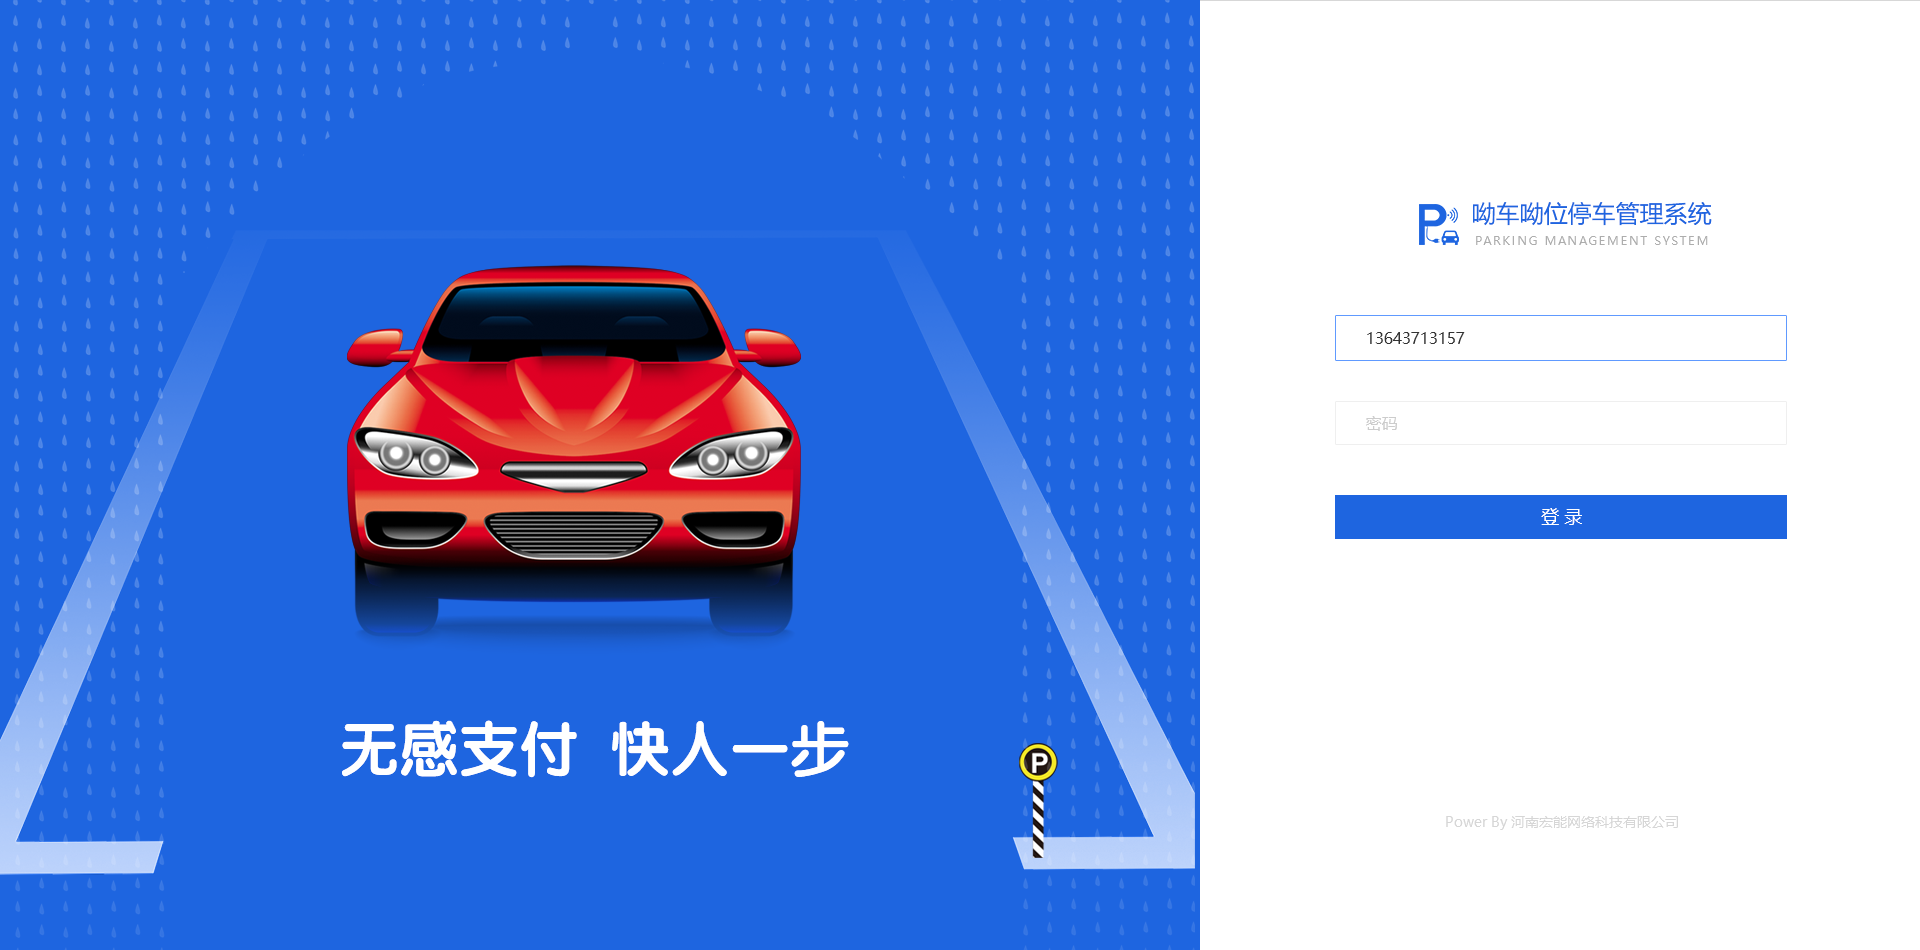 无感支付 快人一步
P
呦车呦位停车管理系统
PARKING MANAGEMENT SYSTEM
13643713157
密码
登 录
Power By 河南宏能网络科技有限公司